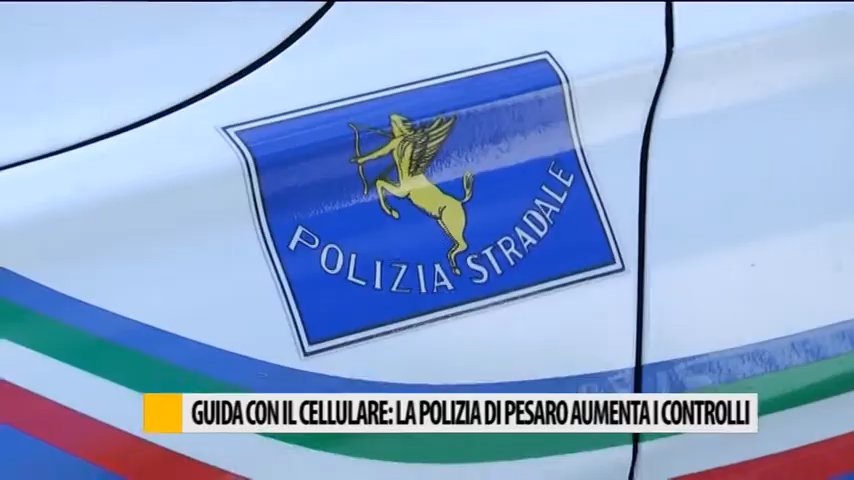 POLIZIA STRADALE
GUIDA CON IL CELLULARE: LA POLIZIA DI PESARO AUMENTA I CONTROLLI